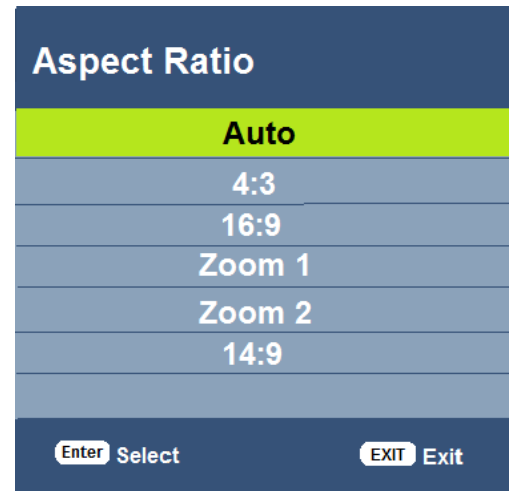 Aspect Ratio
Auto
4:3
16:9
Zoom 1
Zoom 2
14:9
Enter Select EXIT Exit